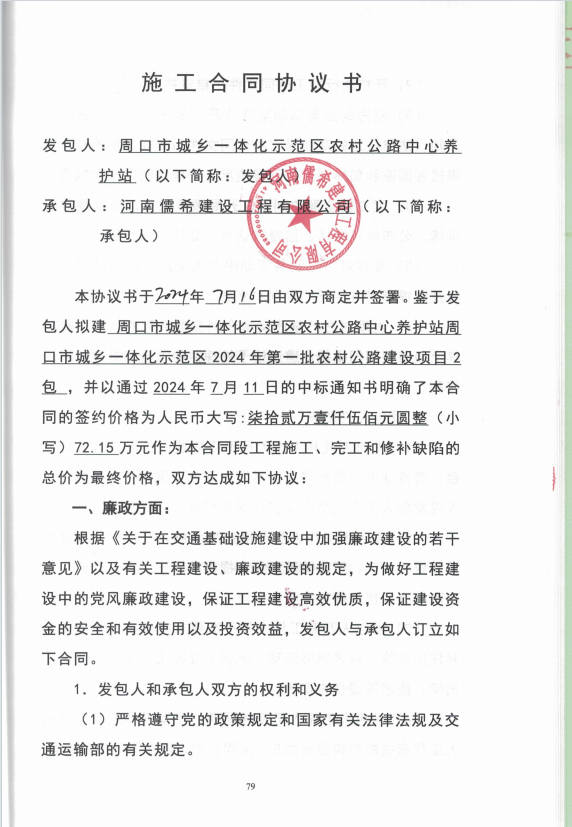 施工合同协议书
发包人：周口市城乡一体化示范区农村公路中心养
护站（以下简称：发包人）
承包人：河南儒希建设工程有限公司（以下简称：
承包人）
河南儒希建设工程有限公司
本协议书于2024年 7月16日由双方商定并签署。鉴于发
包人拟建 周口市城乡一体化示范区农村公路中心养护站周
口市城乡一体化示范区 2024 年第一批农村公路建设项目 2
包 ，并以通过 2024 年 7 月 11 日的中标通知书明确了本合
同的签约价格为人民币大写:柒拾贰万壹仟伍佰元圆整（小
写）72.15 万元作为本合同段工程施工、完工和修补缺陷的
总价为最终价格，双方达成如下协议：
一、廉政方面：
根据《关于在交通基础设施建设中加强廉政建设的若干
意见》以及有关工程建设、廉政建设的规定，为做好工程建
设中的党风廉政建设，保证工程建设高效优质，保证建设资
金的安全和有效使用以及投资效益，发包人与承包人订立如
下合同。
1．发包人和承包人双方的权利和义务
（1）严格遵守党的政策规定和国家有关法律法规及交
通运输部的有关规定。
79